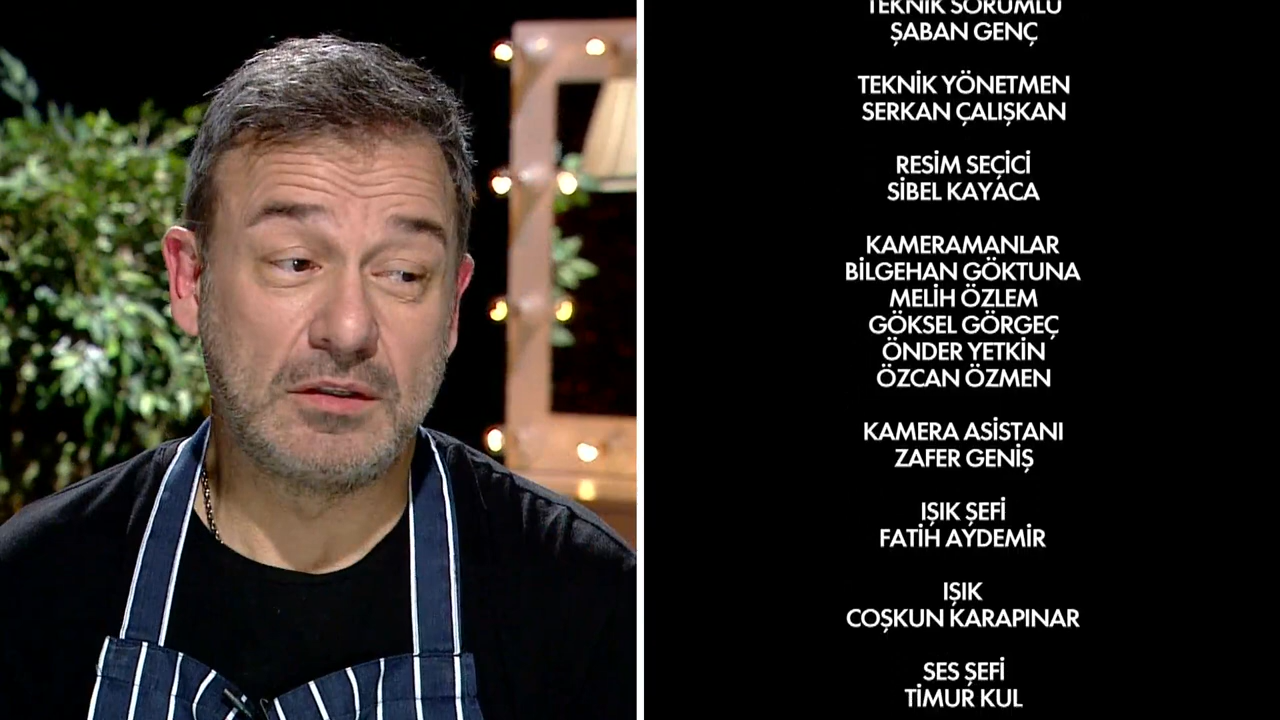 TEKNİK SORUMLU
ŞABAN GENÇ
TEKNİK YÖNETMEN
SERKAN ÇALIŞKAN
RESİM SEÇİCİ
SİBEL KAYACA
KAMERAMANLAR
BİLGEHAN GÖKTUNA
MELİH ÖZLEM
GÖKSEL GÖRGEÇ
ÖNDER YETKİN
ÖZCAN ÖZMEN
KAMERA ASİSTANI
ZAFER GENİŞ
IŞIK ŞEFİ
FATİH AYDEMİR
IŞIK
COŞKUN KARAPINAR
SES ŞEFİ
TİMUR KUL